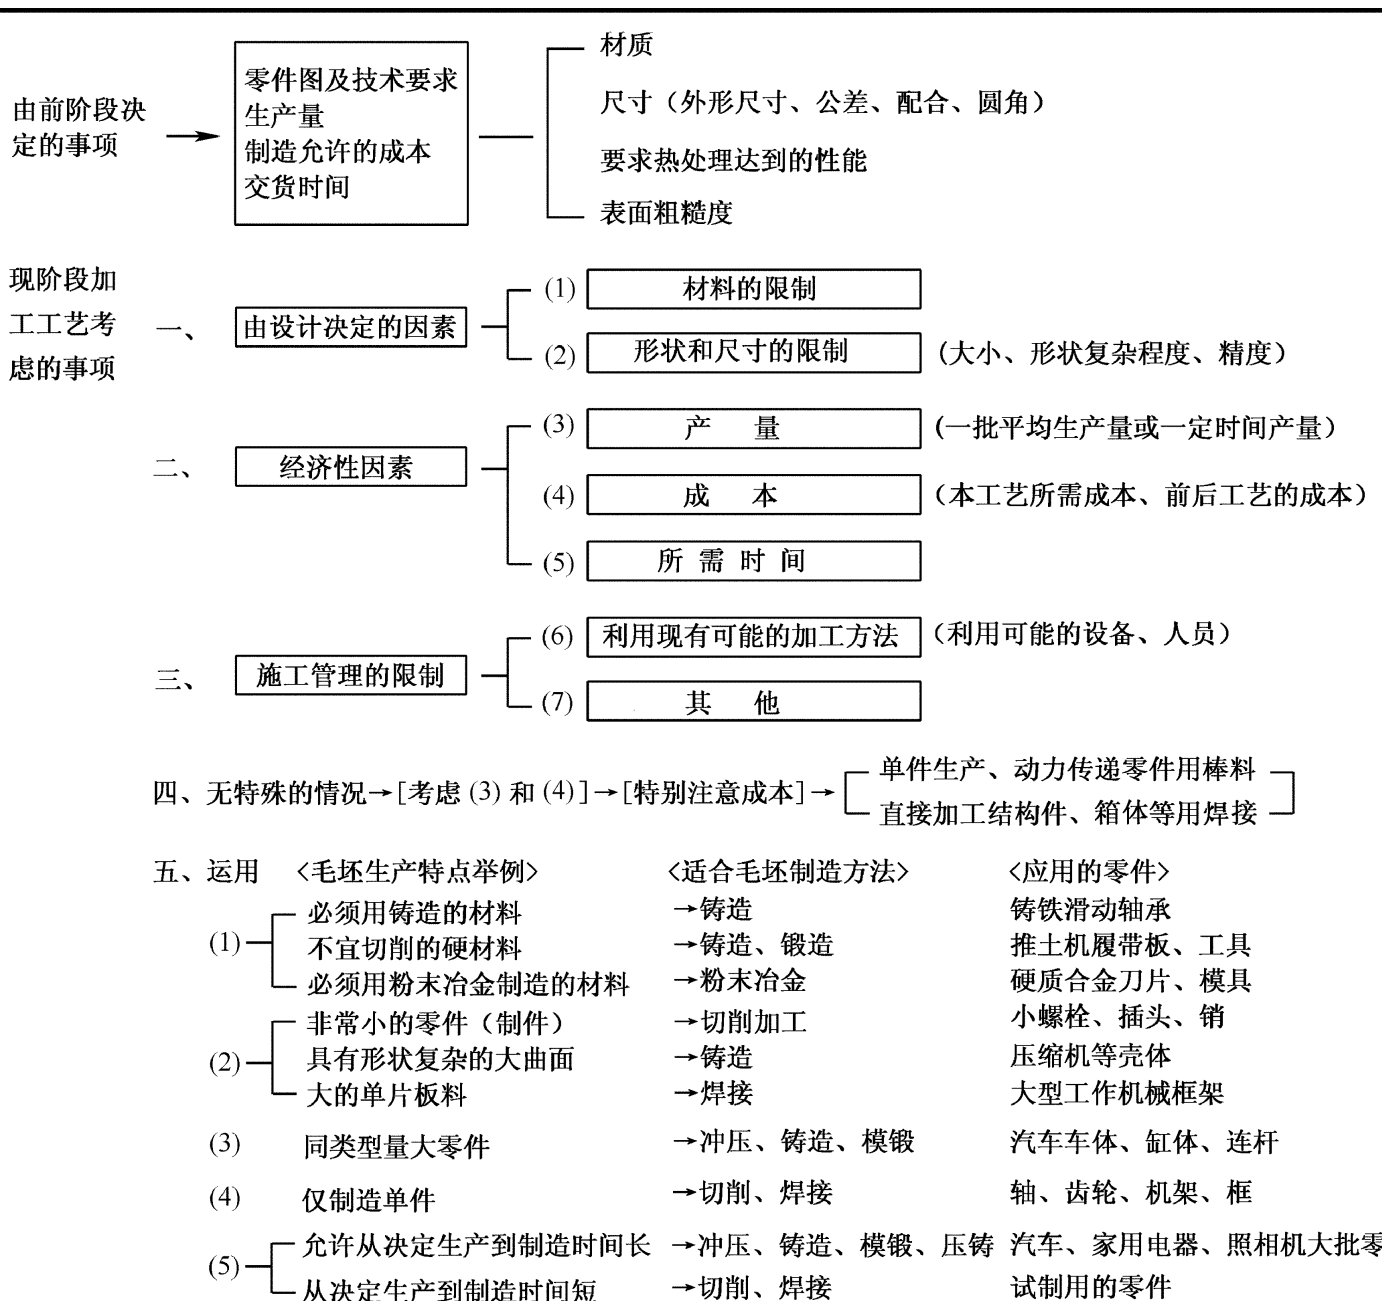 由前阶段决
定的事项
零件图及技术要求
生产量
制造允许的成本
交货时间
材质
尺寸（外形尺寸、公差、配合、圆角）
要求热处理达到的性能
表面粗糙度
现阶段加
工工艺考
虑的事项
一、 由设计决定的因素
(1) 材料的限制
(2) 形状和尺寸的限制 (大小、形状复杂程度、精度）
二、 经济性因素
(3) 产 量 (一批平均生产量或一定时间产量）
(4) 成 本 （本工艺所需成本、前后工艺的成本）
(5) 所 需 时 间
三、 施工管理的限制
(6) 利用现有可能的加工方法 （利用可能的设备、人员）
(7) 其 他
四、无特殊的情况→[考虑 (3) 和 (4) ]→[特别注意成本]→
单件生产、动力传递零件用棒料
直接加工结构件、箱体等用焊接
五、运用 <毛坯生产特点举例> <适合毛坯制造方法> <应用的零件>
(1) 必须用铸造的材料 →铸造 铸铁滑动轴承
不宜切削的硬材料 →铸造、锻造 推土机履带板、工具
必须用粉末冶金制造的材料 →粉末冶金 硬质合金刀片、模具
(2) 非常小的零件（制件） →切削加工 小螺栓、插头、销
具有形状复杂的大曲面 →铸造 压缩机等壳体
大的单片板料 →焊接 大型工作机械框架
(3) 同类型量大零件 →冲压、铸造、模锻 汽车车体、缸体、连杆
(4) 仅制造单件 →切削、焊接 轴、齿轮、机架、框
(5) 允许从决定生产到制造时间长 →冲压、铸造、模锻、压铸 汽车、家用电器、照相机大批零
从决定生产到制造时间短 →切削、焊接 试制用的零件